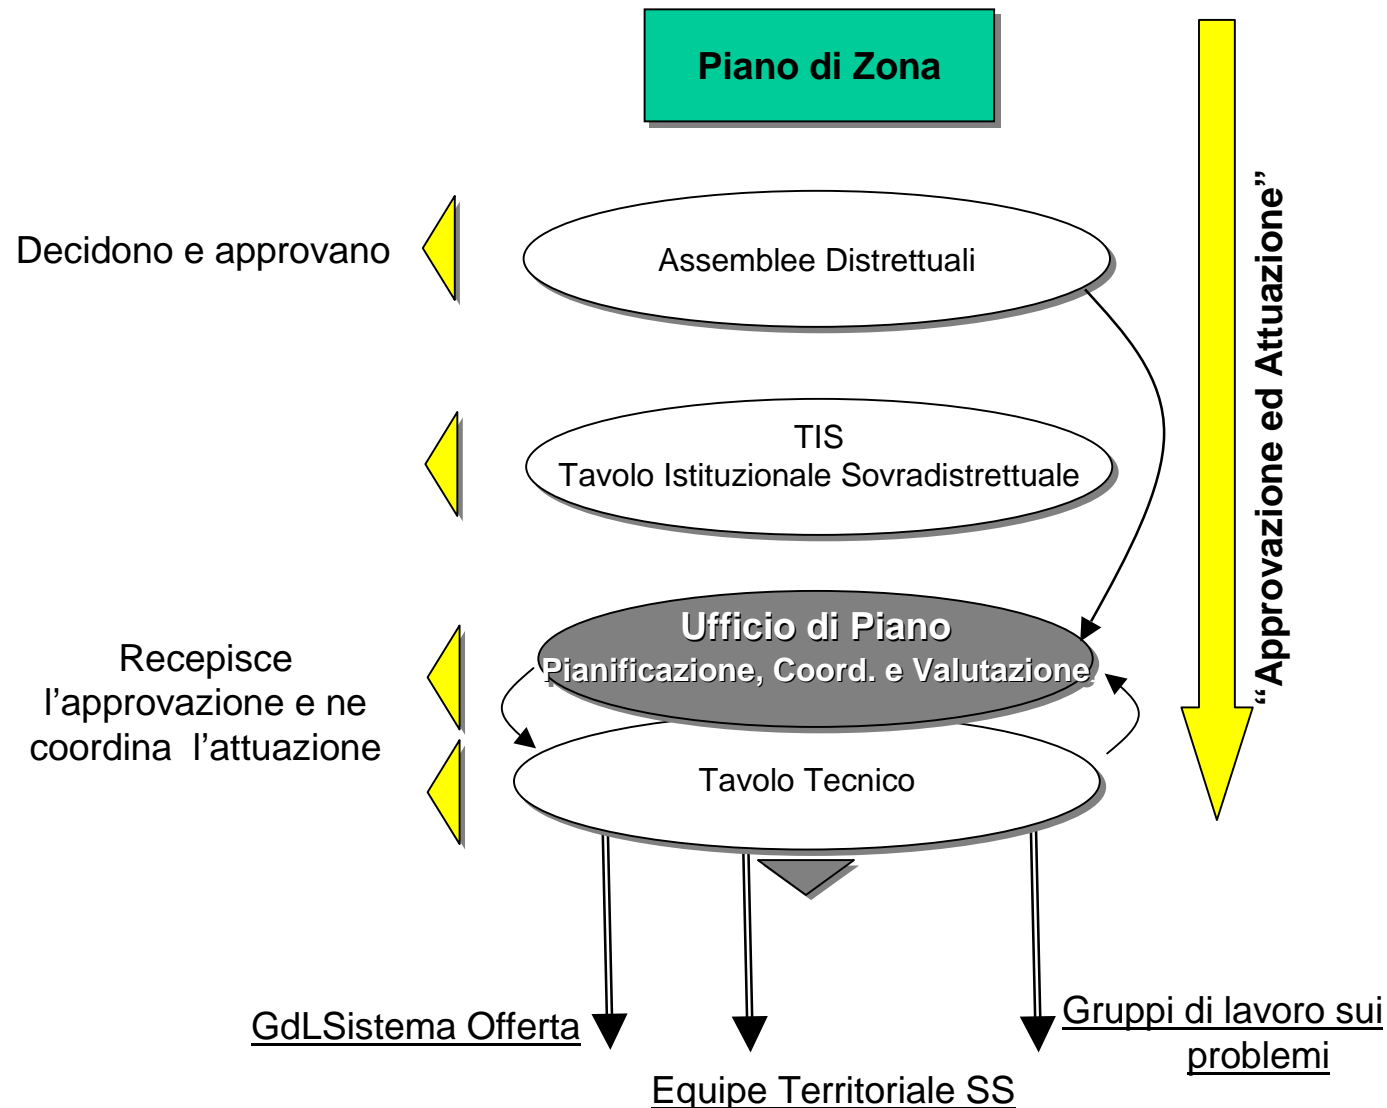 Piano di Zona
Decidono e approvano
Assemblee Distrettuali
“Approvazione ed Attuazione”
TIS
Tavolo Istituzionale Sovradistrettuale
Ufficio di Piano
Pianificazione, Coord. e Valutazione
Recepisce
l’approvazione e ne
coordina l’attuazione
Tavolo Tecnico
GdLSistema Offerta
Equipe Territoriale SS
Gruppi di lavoro sui
problemi